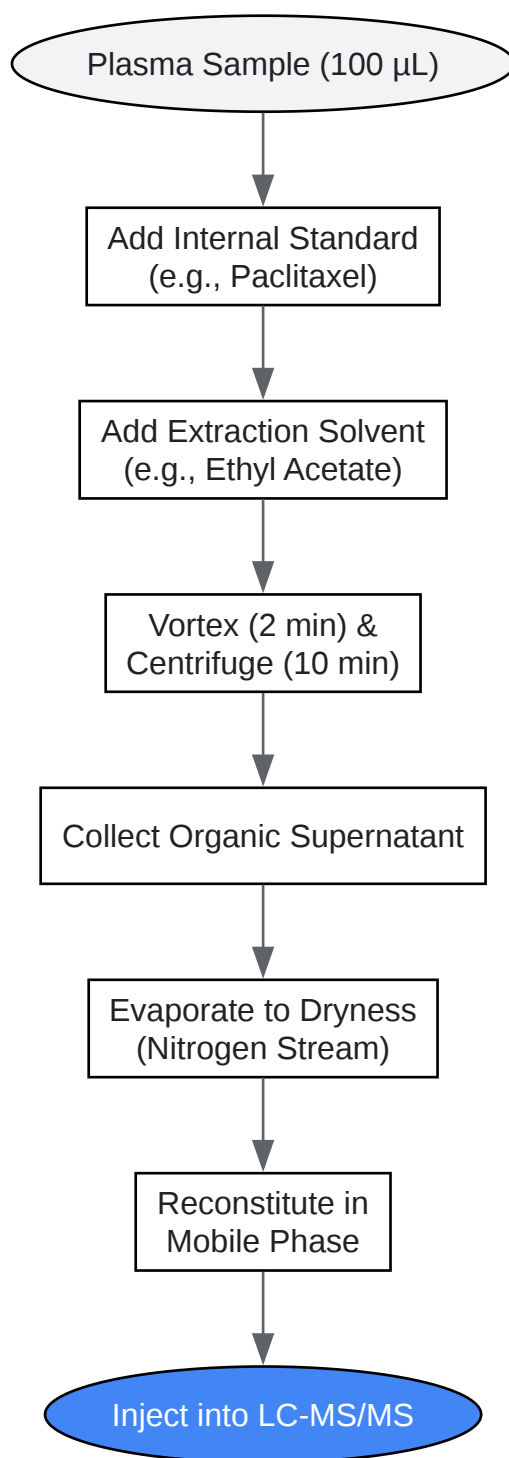 Plasma Sample (100 µL)
Add Internal Standard
(e.g., Paclitaxel)
Add Extraction Solvent
(e.g., Ethyl Acetate)
Vortex (2 min) &
Centrifuge (10 min)
Collect Organic Supernatant
Evaporate to Dryness
(Nitrogen Stream)
Reconstitute in
Mobile Phase
Inject into LC-MS/MS